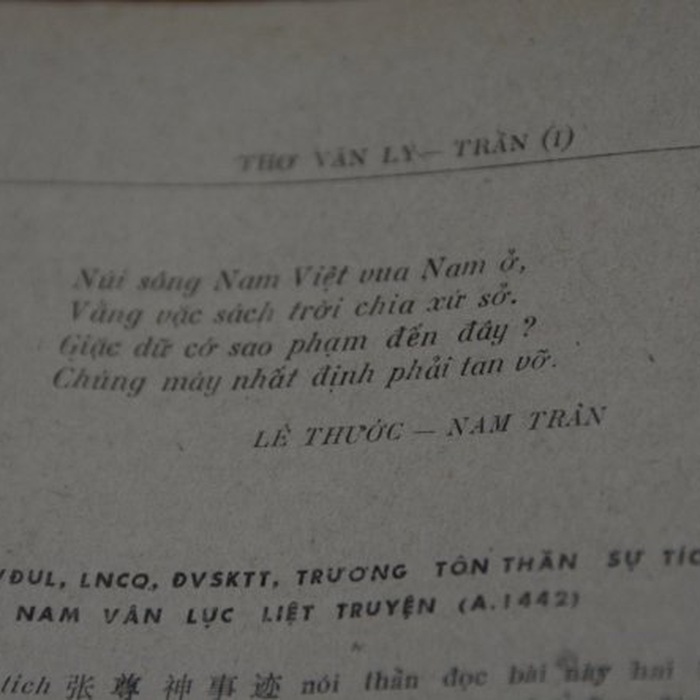 THƠ VĂN LÝ — TRẦN (I)
Núi sông Nam Việt vua Nam ở,
Vằng vặc sách trời chia xứ sở.
Giặc dữ cớ sao phạm đến đây ?
Chúng mày nhất định phải tan vỡ.
LÊ THƯỚC — NAM TRÂN
VĐUL, LNCQ, ĐVSKTT, TRƯƠNG TÔN THẦN SỰ TÍC
NAM VÂN LỤC LIỆT TRUYỆN (A.1442)
tích 张 尊 神 事 迹 nói thần đọc bài này hai